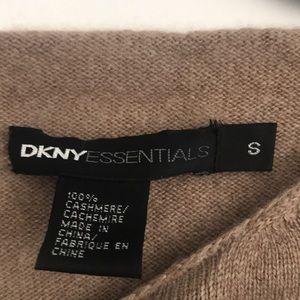 DKNYESSENTIALS
S
100%
CASHMERE/
CACHEMIRE
MADE IN
CHINA/
FABRIQUE EN
CHINE